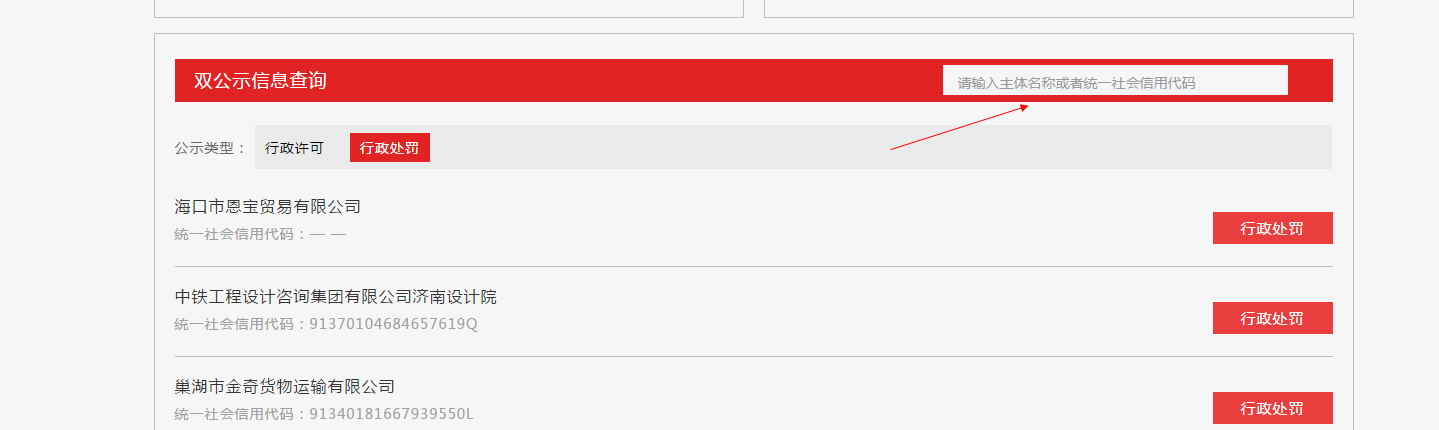 双公示信息查询
请输入主体名称或者统一社会信用代码
公示类型：
行政许可
行政处罚
海口市恩宝贸易有限公司
统一社会信用代码：— —
行政处罚
中铁工程设计咨询集团有限公司济南设计院
统一社会信用代码：91370104684657619Q
行政处罚
巢湖市金奇货物运输有限公司
统一社会信用代码：91340181667939550L
行政处罚